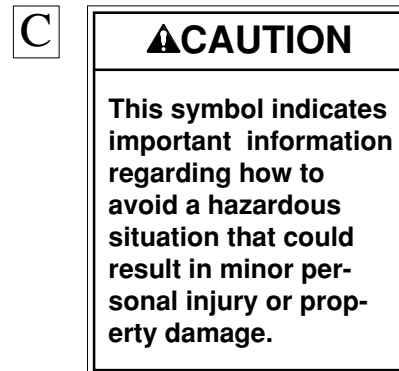 C
⚠CAUTION
This symbol indicates
important information
regarding how to
avoid a hazardous
situation that could
result in minor per-
sonal injury or prop-
erty damage.